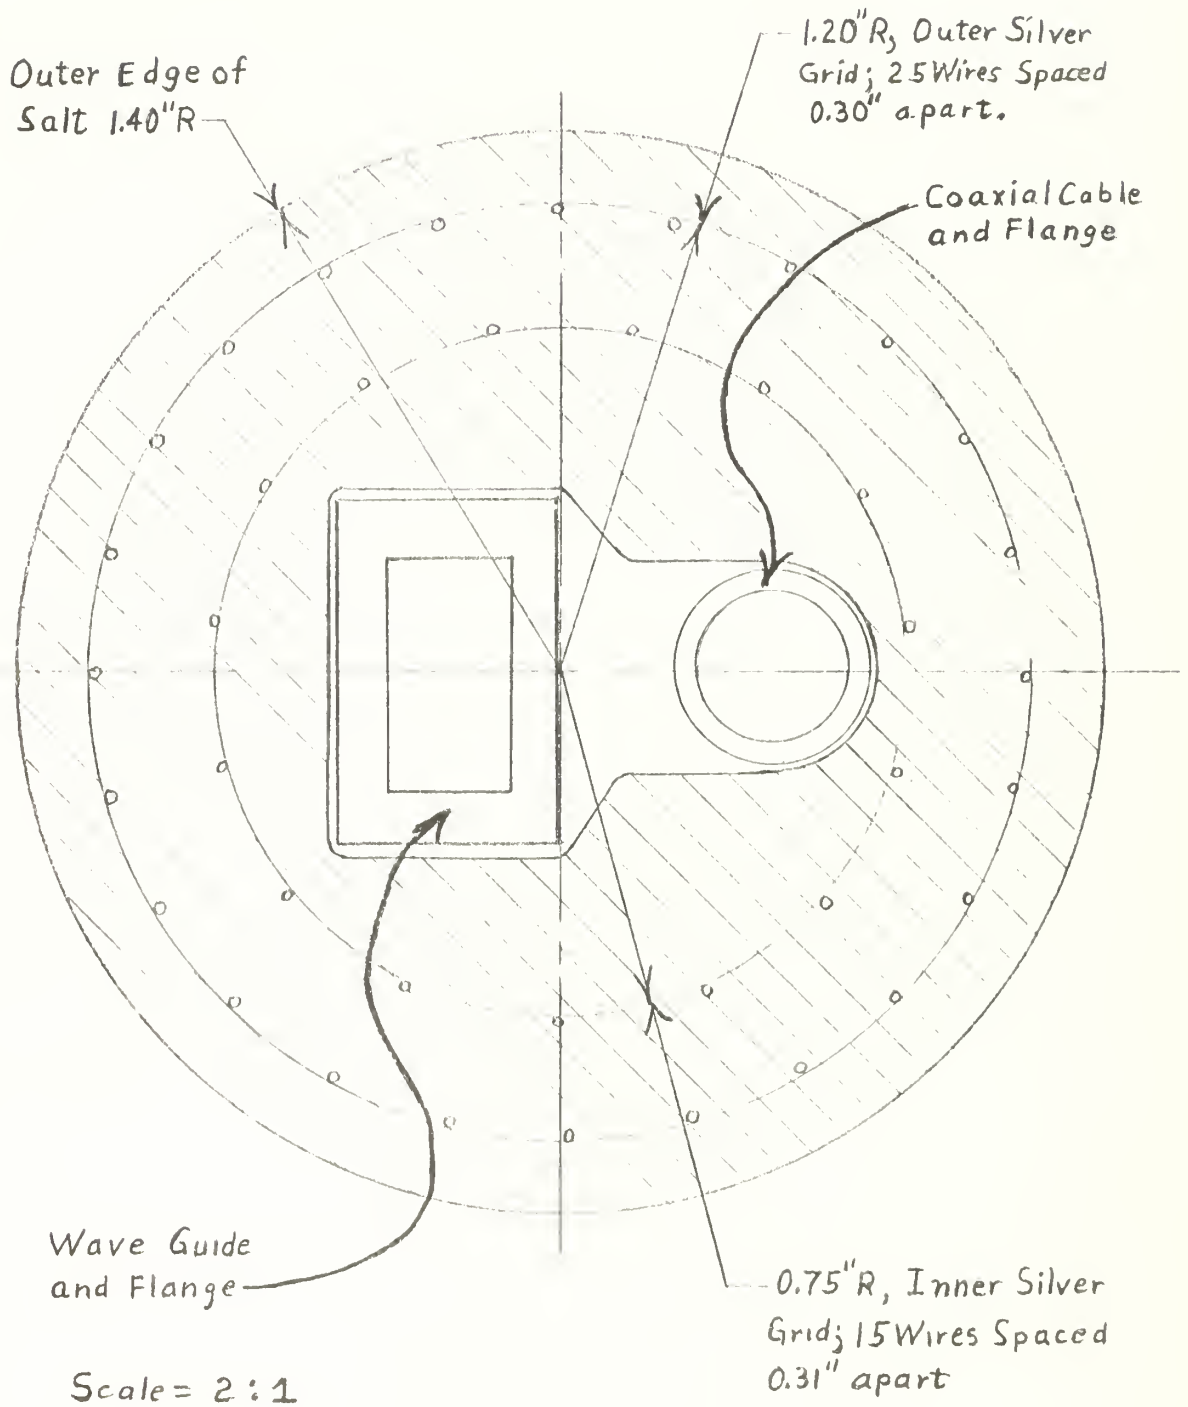 Outer Edge of
Salt 1.40"R
1.20"R, Outer Silver
Grid; 25 Wires Spaced
0.30" apart.
Coaxial Cable
and Flange
Wave Guide
and Flange
0.75"R, Inner Silver
Grid; 15 Wires Spaced
0.31" apart
Scale = 2:1